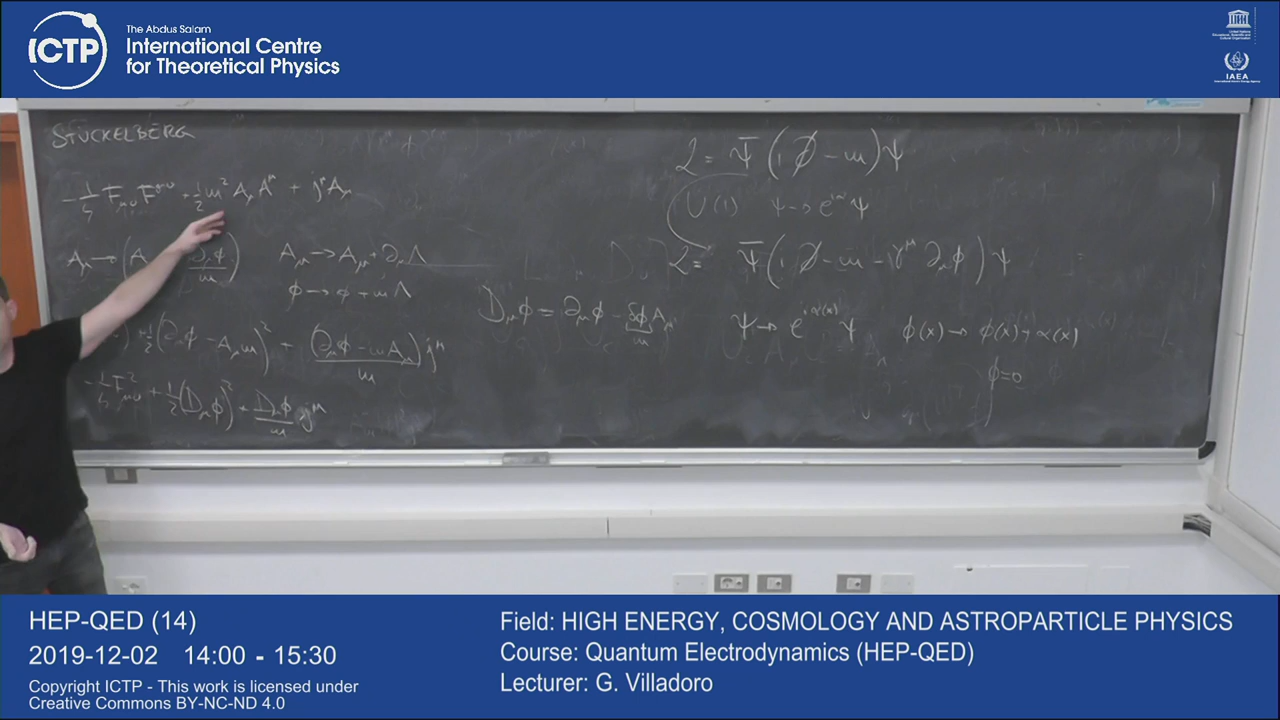 The Abdus Salam
International Centre
for Theoretical Physics
ICTP
IAEA
STÜCKELBERG
-1/4 F_μν F^μν + 1/2 m² A_μ A^μ + j^μ A_μ
A_μ → (A ∂_μ ϕ / m)
A_μ → A_μ + ∂_μ Λ
ϕ → ϕ + m Λ
+ 1/2 (∂_μ ϕ - A_μ m)² + (∂_μ ϕ - m A_μ) / m j^μ
-1/4 F²_μν + 1/2 (D_μ ϕ)² + D_μ ϕ / m j^μ
D_μ ϕ = ∂_μ ϕ - δϕ/m A_μ
L = Ψ̄ (i ∂̸ - m) Ψ
U(1) Ψ → e^{iα} Ψ
L = Ψ̄ (i ∂̸ - m - i γ^μ ∂_μ ϕ) Ψ
Ψ → e^{iα(x)} Ψ ϕ(x) → ϕ(x) + α(x)
ϕ = 0
HEP-QED (14)
2019-12-02 14:00 - 15:30
Copyright ICTP - This work is licensed under
Creative Commons BY-NC-ND 4.0
Field: HIGH ENERGY, COSMOLOGY AND ASTROPARTICLE PHYSICS
Course: Quantum Electrodynamics (HEP-QED)
Lecturer: G. Villadoro